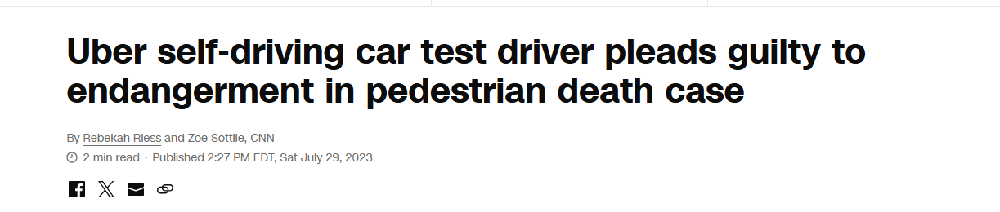 Uber self-driving car test driver pleads guilty to
endangerment in pedestrian death case
By Rebekah Riess and Zoe Sottile, CNN
2 min read · Published 2:27 PM EDT, Sat July 29, 2023